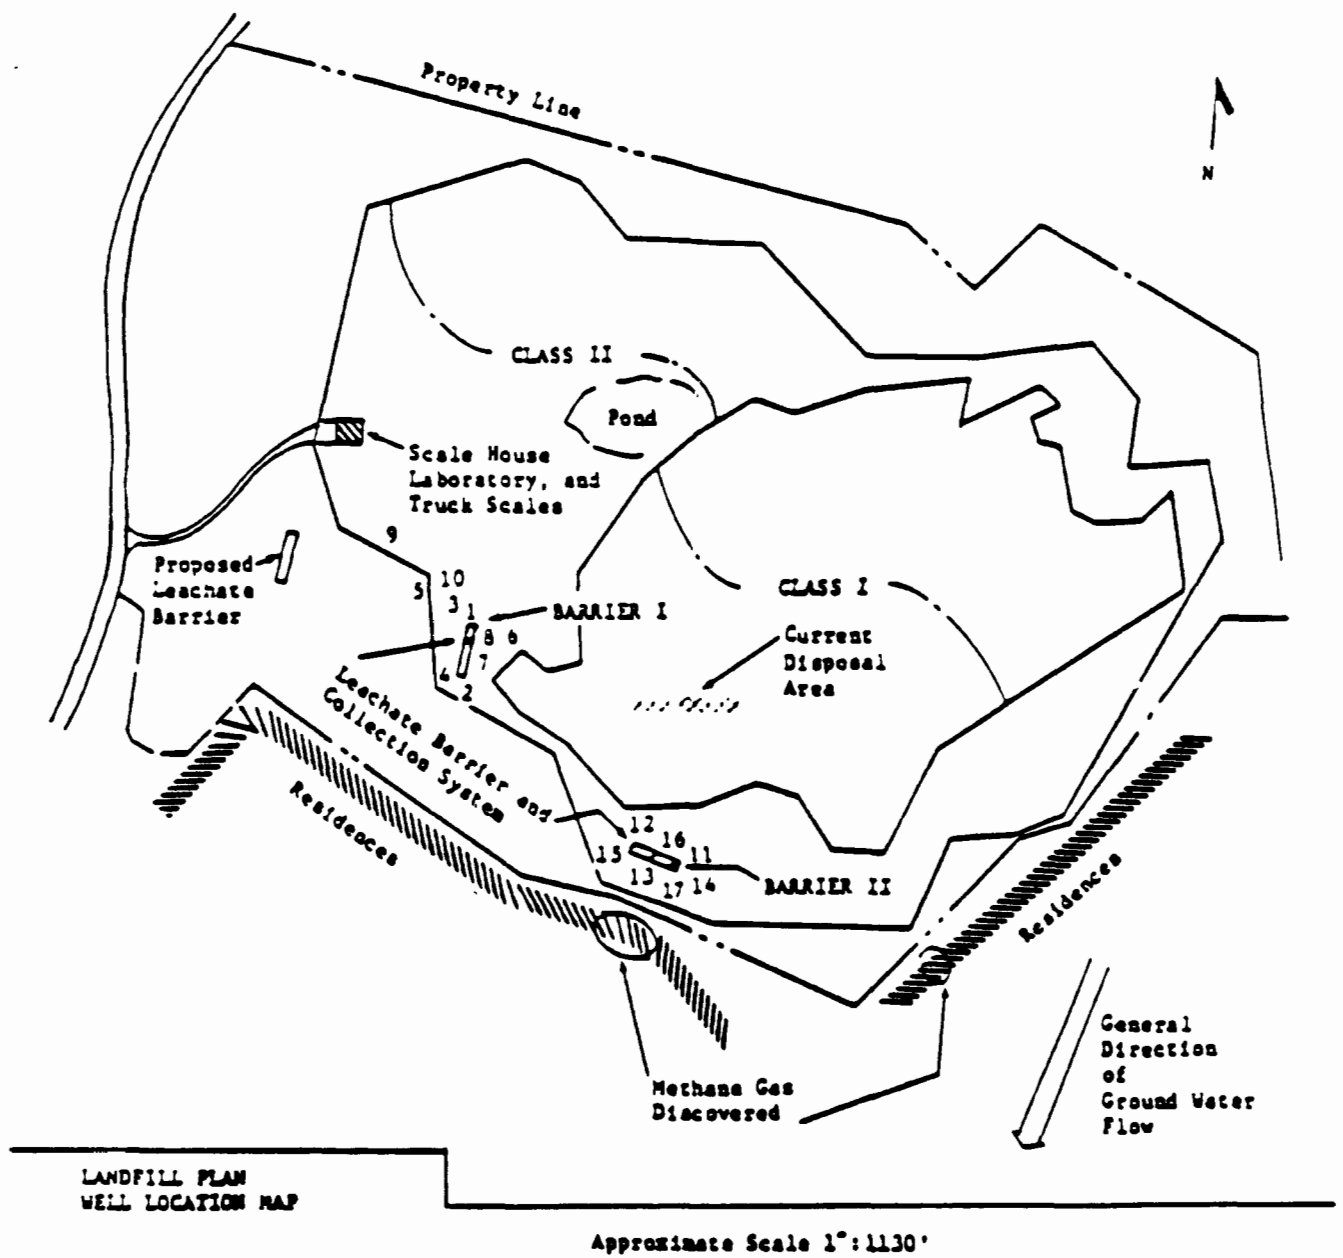 Property Line
N
CLASS II
Pond
Scale House
Laboratory, and
Truck Scales
9
Proposed
Leachate
Barrier
5
10
3
1
BARRIER I
8 6
7
4
2
CLASS I
Current
Disposal
Area
Leachate Barrier and
Collection System
Residences
12
16
15
11
13
17 14
BARRIER II
Residences
Methane Gas
Discovered
General
Direction
of
Ground Water
Flow
LANDFILL PLAN
WELL LOCATION MAP
Approximate Scale 1":1130'